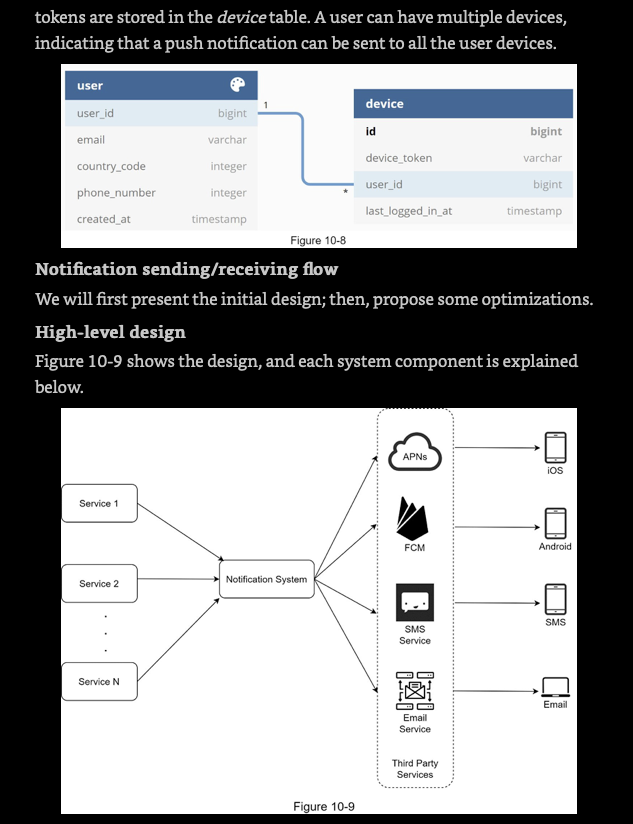 tokens are stored in the device table. A user can have multiple devices,
indicating that a push notification can be sent to all the user devices.
user
user_id bigint
email varchar
country_code integer
phone_number integer
created_at timestamp
1
*
device
id bigint
device_token varchar
user_id bigint
last_logged_in_at timestamp
Figure 10-8
Notification sending/receiving flow
We will first present the initial design; then, propose some optimizations.
High-level design
Figure 10-9 shows the design, and each system component is explained
below.
Service 1
Service 2
.
.
.
Service N
Notification System
APNs
FCM
SMS
Service
Email
Service
Third Party
Services
iOS
Android
SMS
Email
Figure 10-9